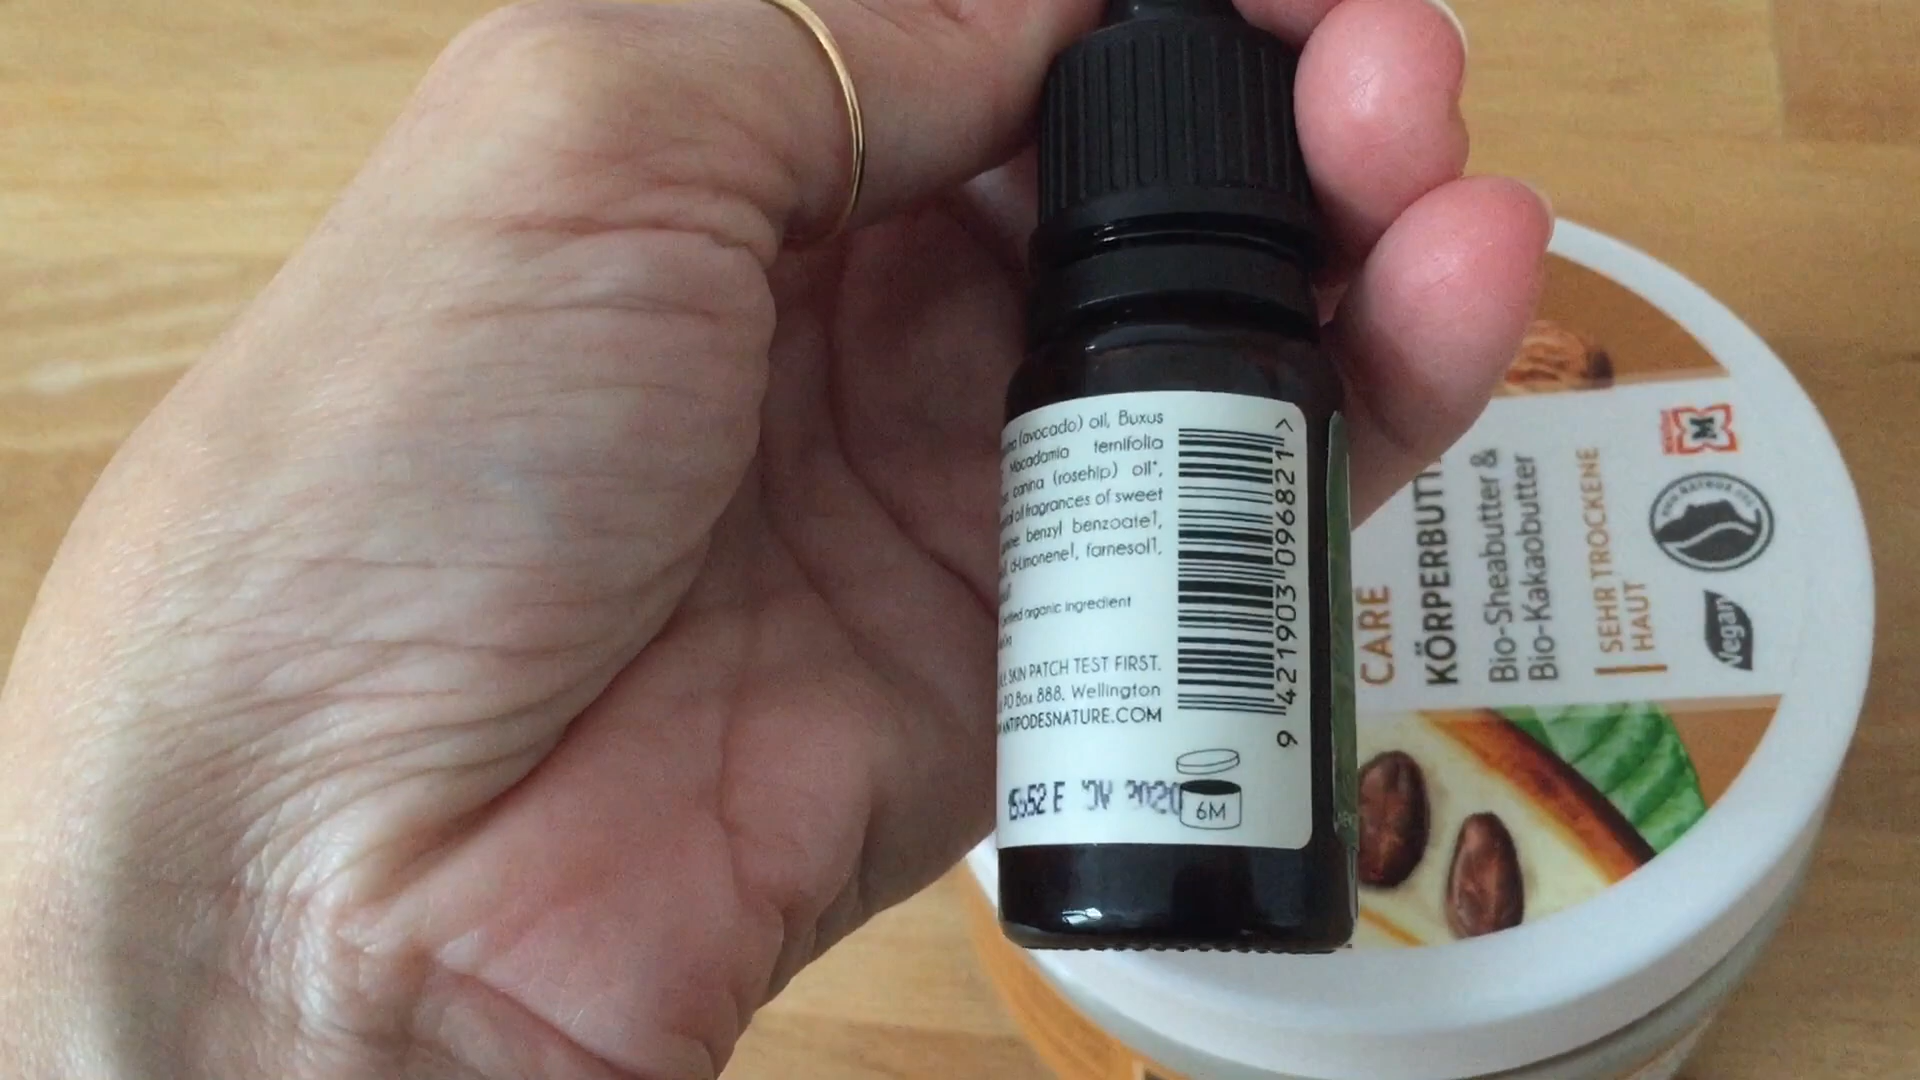 (avocado) oil, Buxus
Macadamia ternifolia
canina (rosehip) oil*,
oil fragrances of sweet
benzyl benzoate1,
d-Limonene1, farnesol1,
organic ingredient
SKIN PATCH TEST FIRST.
PO Box 888, Wellington
ANTIPODESNATURE.COM
E 2020
6M
9 421903 096821 >
CARE
Bio-Sheabutter &
Bio-Kakaobutter
SEHR TROCKENE
HAUT
Vegan
M